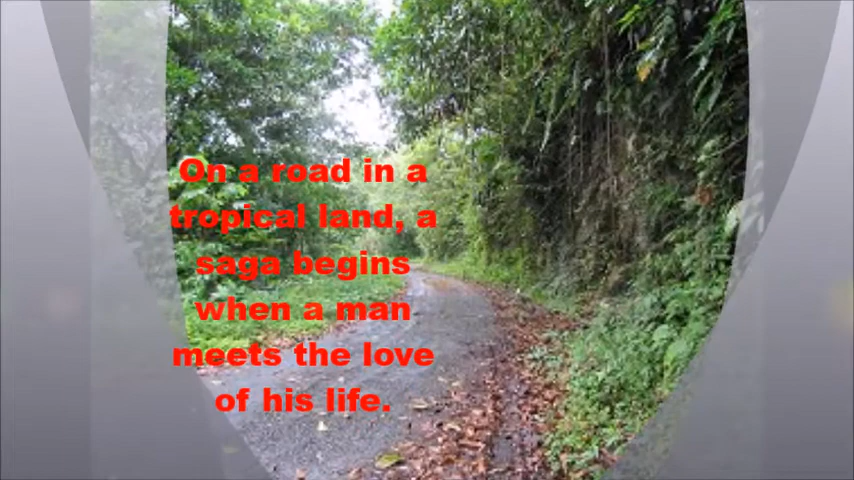 On a road in a
tropical land, a
saga begins
when a man
meets the love
of his life.